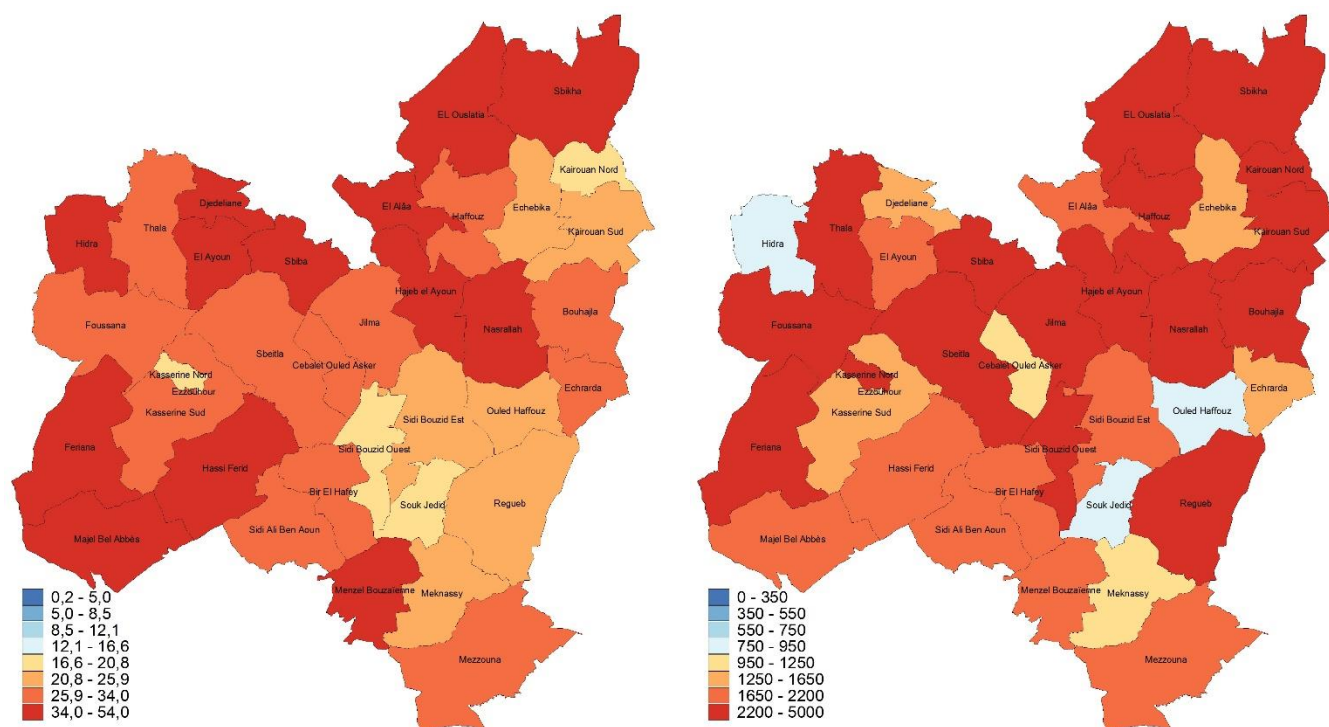 Sbikha
EL Ouslatia
Kairouan Nord
El Alâa
Haffouz
Echebika
Kairouan Sud
Djedeliane
Thala
Hidra
El Ayoun
Sbiba
Hajeb el Ayoun
Nasrallah
Bouhajla
Foussana
Jilma
Sbeitla
Cebalet Ouled Asker
Kasserine Nord
Ezzouhour
Kasserine Sud
Echrarda
Ouled Haffouz
Sidi Bouzid Est
Feriana
Hassi Ferid
Sidi Bouzid Ouest
Bir El Hafey
Souk Jedid
Regueb
Sidi Ali Ben Aoun
Majel Bel Abbès
Menzel Bouzaïenne
Meknassy
Mezzouna
0,2 - 5,0
5,0 - 8,5
8,5 - 12,1
12,1 - 16,6
16,6 - 20,8
20,8 - 25,9
25,9 - 34,0
34,0 - 54,0
Sbikha
EL Ouslatia
Kairouan Nord
El Alâa
Haffouz
Echebika
Kairouan Sud
Djedeliane
Thala
Hidra
El Ayoun
Sbiba
Hajeb el Ayoun
Nasrallah
Bouhajla
Foussana
Jilma
Sbeitla
Cebalet Ouled Asker
Kasserine Nord
Ezzouhour
Kasserine Sud
Echrarda
Ouled Haffouz
Sidi Bouzid Est
Feriana
Hassi Ferid
Sidi Bouzid Ouest
Bir El Hafey
Souk Jedid
Regueb
Sidi Ali Ben Aoun
Majel Bel Abbès
Menzel Bouzaïenne
Meknassy
Mezzouna
0 - 350
350 - 550
550 - 750
750 - 950
950 - 1250
1250 - 1650
1650 - 2200
2200 - 5000